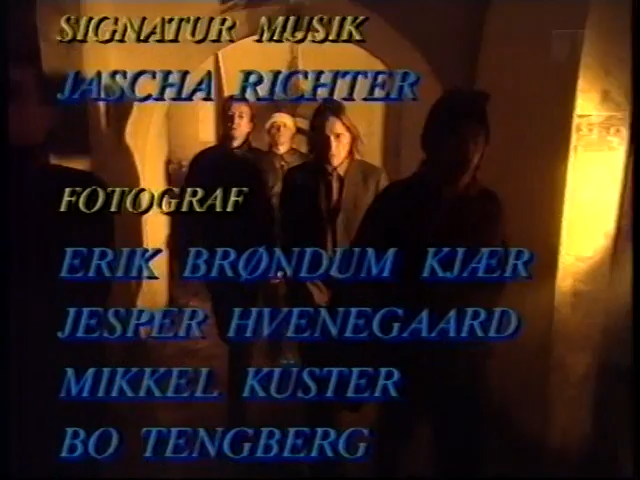 SIGNATUR MUSIK
JASCHA RICHTER
FOTOGRAF
ERIK BRØNDUM KJÆR
JESPER HVENEGAARD
MIKKEL KÜSTER
BO TENGBERG